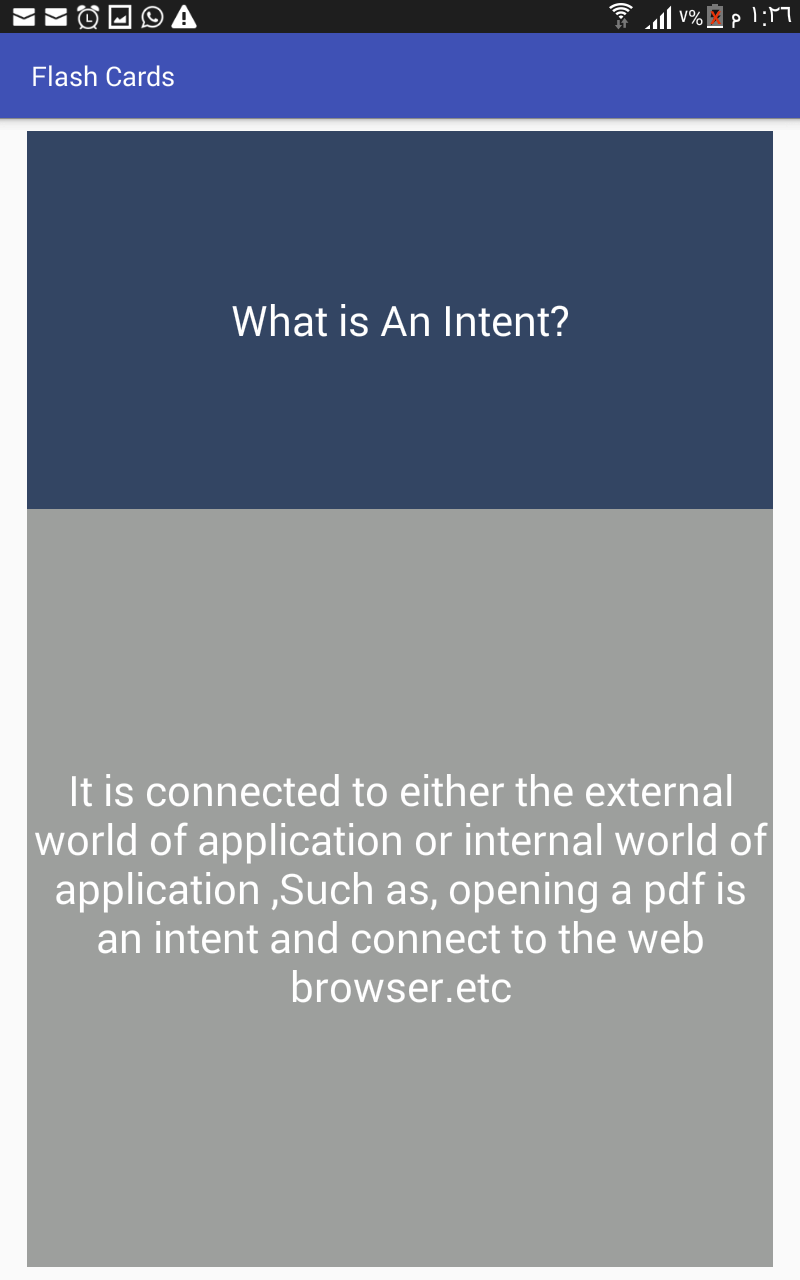 ٧% م ١:٢٦
Flash Cards
What is An Intent?
It is connected to either the external
world of application or internal world of
application ,Such as, opening a pdf is
an intent and connect to the web
browser.etc